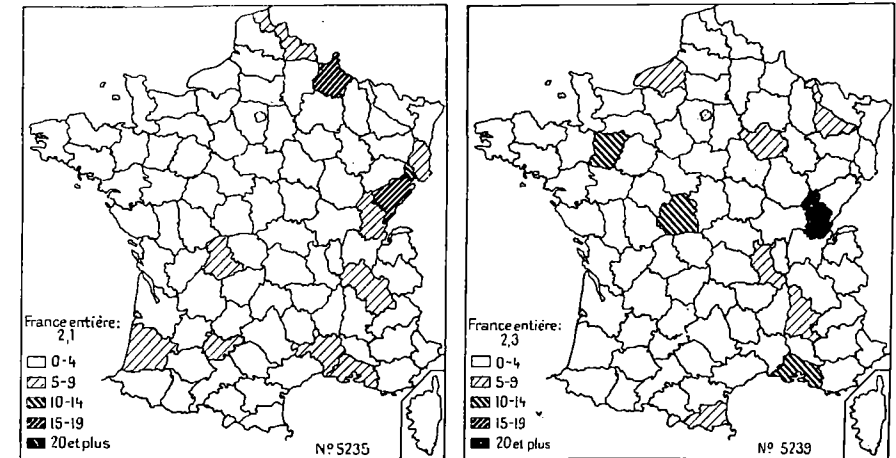 France entière:
2,1
0-4
5-9
10-14
15-19
20 et plus
Nº 5235
France entière:
2,3
0-4
5-9
10-14
15-19
20 et plus
Nº 5239